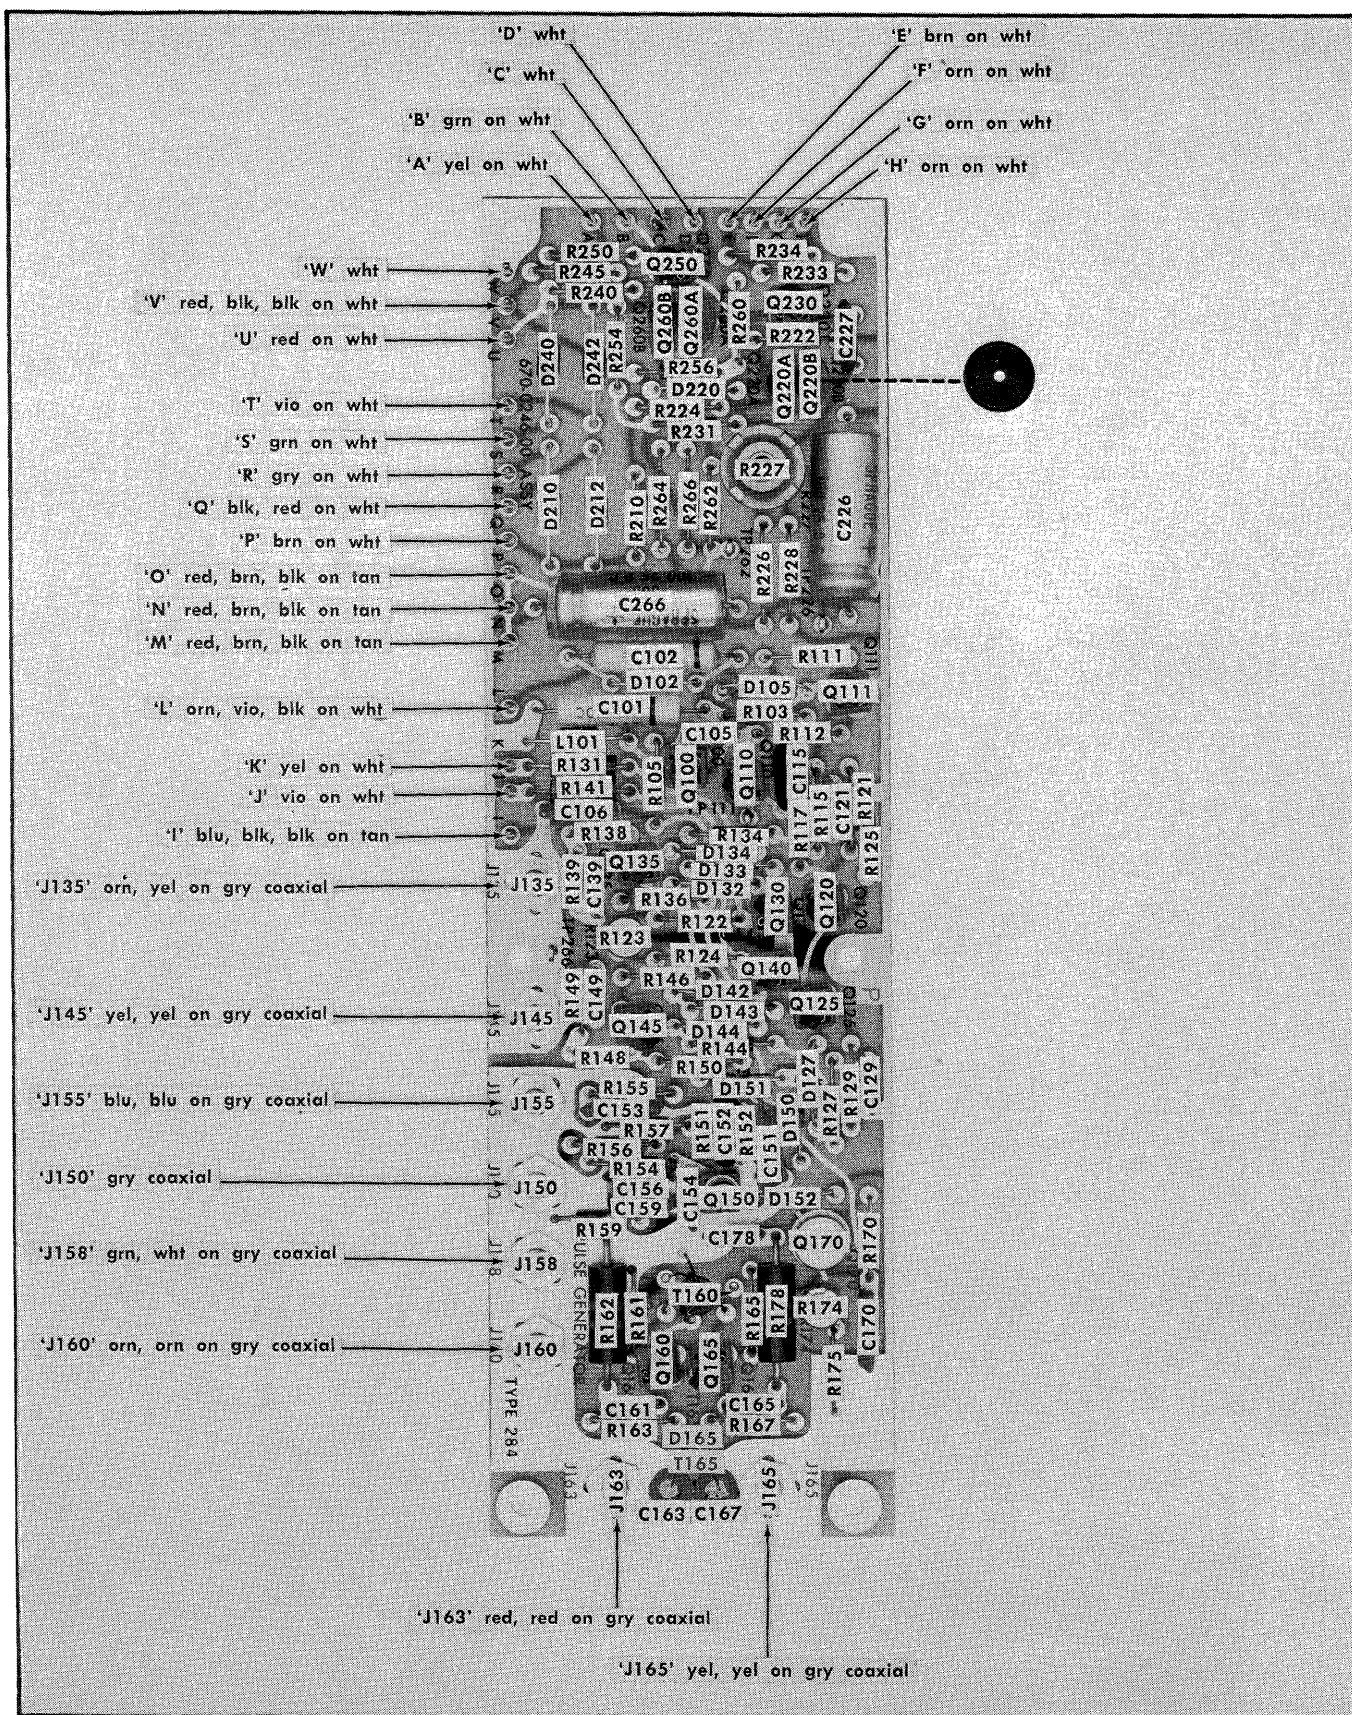 'D' wht
'E' brn on wht
'C' wht
'F' orn on wht
'B' grn on wht
'G' orn on wht
'A' yel on wht
'H' orn on wht
A
B
C
D
R250
R234
Q250
'W' wht
R245
R233
R240
'V' red, blk, blk on wht
Q260B
Q260A
R260
Q230
'U' red on wht
U
D240
D242
R254
Q260B
R222
C227
R256
Q220A
Q220B
D220
'T' vio on wht
T
R224
R231
'S' grn on wht
S
'R' gry on wht
R
ASSY
R227
'Q' blk, red on wht
Q
D210
D212
R210
R264
R266
R262
C226
'P' brn on wht
P
R226
R228
'O' red, brn, blk on tan
O
'N' red, brn, blk on tan
N
C266
'M' red, brn, blk on tan
M
C102
R111
Q111
D102
D105
Q111
'L' orn, vio, blk on wht
L
C101
R103
C105
R112
K
L101
'K' yel on wht
R131
R105
Q100
Q110
C115
'J' vio on wht
R141
C106
R117
R115
C121
R121
'I' blu, blk, blk on tan
R138
R134
R125
D134
Q135
D133
'J135' orn, yel on gry coaxial
J135
J135
R139
C139
D132
R136
Q130
Q120
Q120
R122
R123
R123
R124
Q140
R146
R149
C149
D142
Q125
'J145' yel, yel on gry coaxial
J145
D143
Q145
D144
R144
R148
R150
D127
D151
R155
'J155' blu, blu on gry coaxial
J155
C153
R151
C152
R152
D150
R127
R129
C129
R157
R156
C151
R154
'J150' gry coaxial
J150
C156
C154
Q150
D152
C159
R159
C178
Q170
R170
'J158' grn, wht on gry coaxial
J158
PULSE GENERATOR
T160
R162
R161
R165
R178
R174
C170
'J160' orn, orn on gry coaxial
J160
Q160
Q165
R175
TYPE 284
C161
C165
R163
R167
D165
T165
J163
J163
J165
J165
C163
C167
'J163' red, red on gry coaxial
'J165' yel, yel on gry coaxial